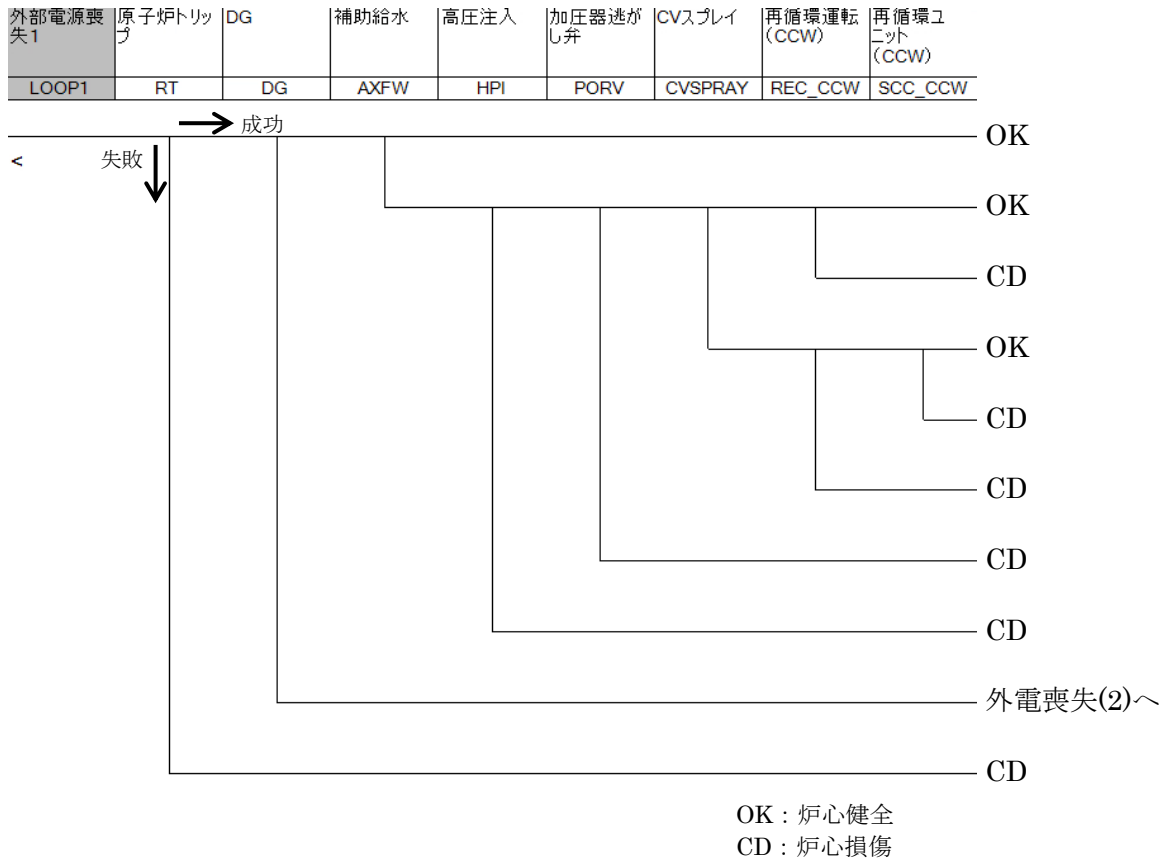 外部電源喪失1
原子炉トリップ
DG
補助給水
高圧注入
加圧器逃がし弁
CVスプレイ
再循環運転(CCW)
再循環ユニット(CCW)
LOOP1 RT DG AXFW HPI PORV CVSPRAY REC_CCW SCC_CCW
成功
OK
< 失敗
OK
CD
OK
CD
CD
CD
CD
外電喪失(2)へ
CD
OK：炉心健全
CD：炉心損傷